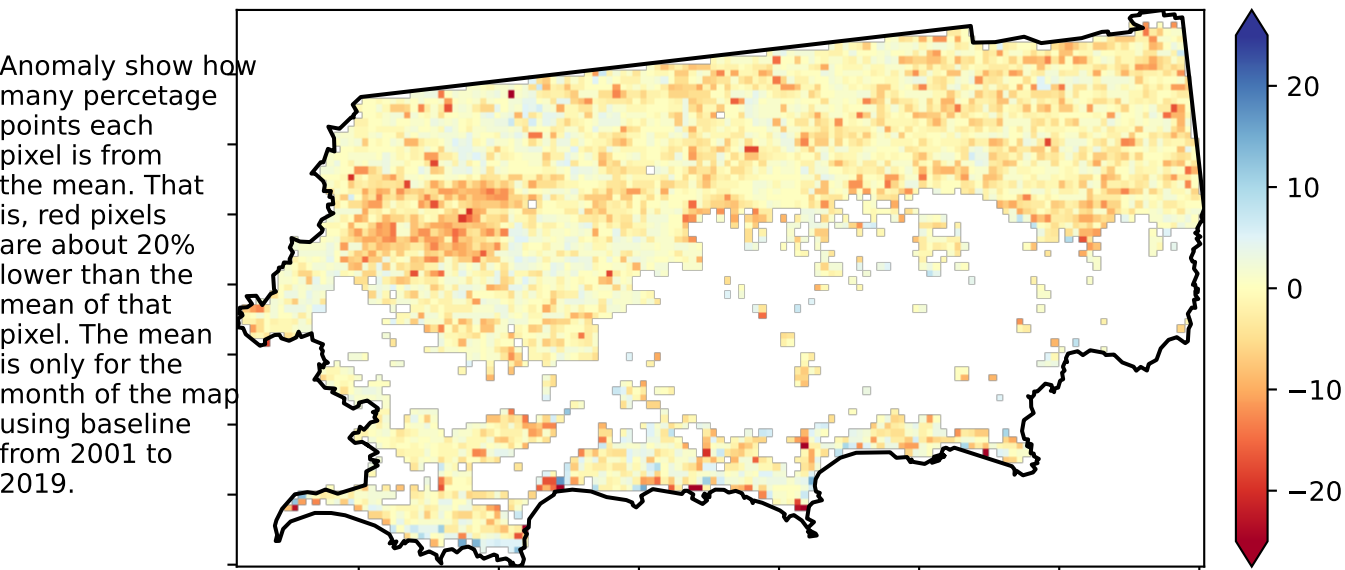 Anomaly show how
many percetage
points each
pixel is from
the mean. That
is, red pixels
are about 20%
lower than the
mean of that
pixel. The mean
is only for the
month of the map
using baseline
from 2001 to
2019.
20
10
0
−10
−20